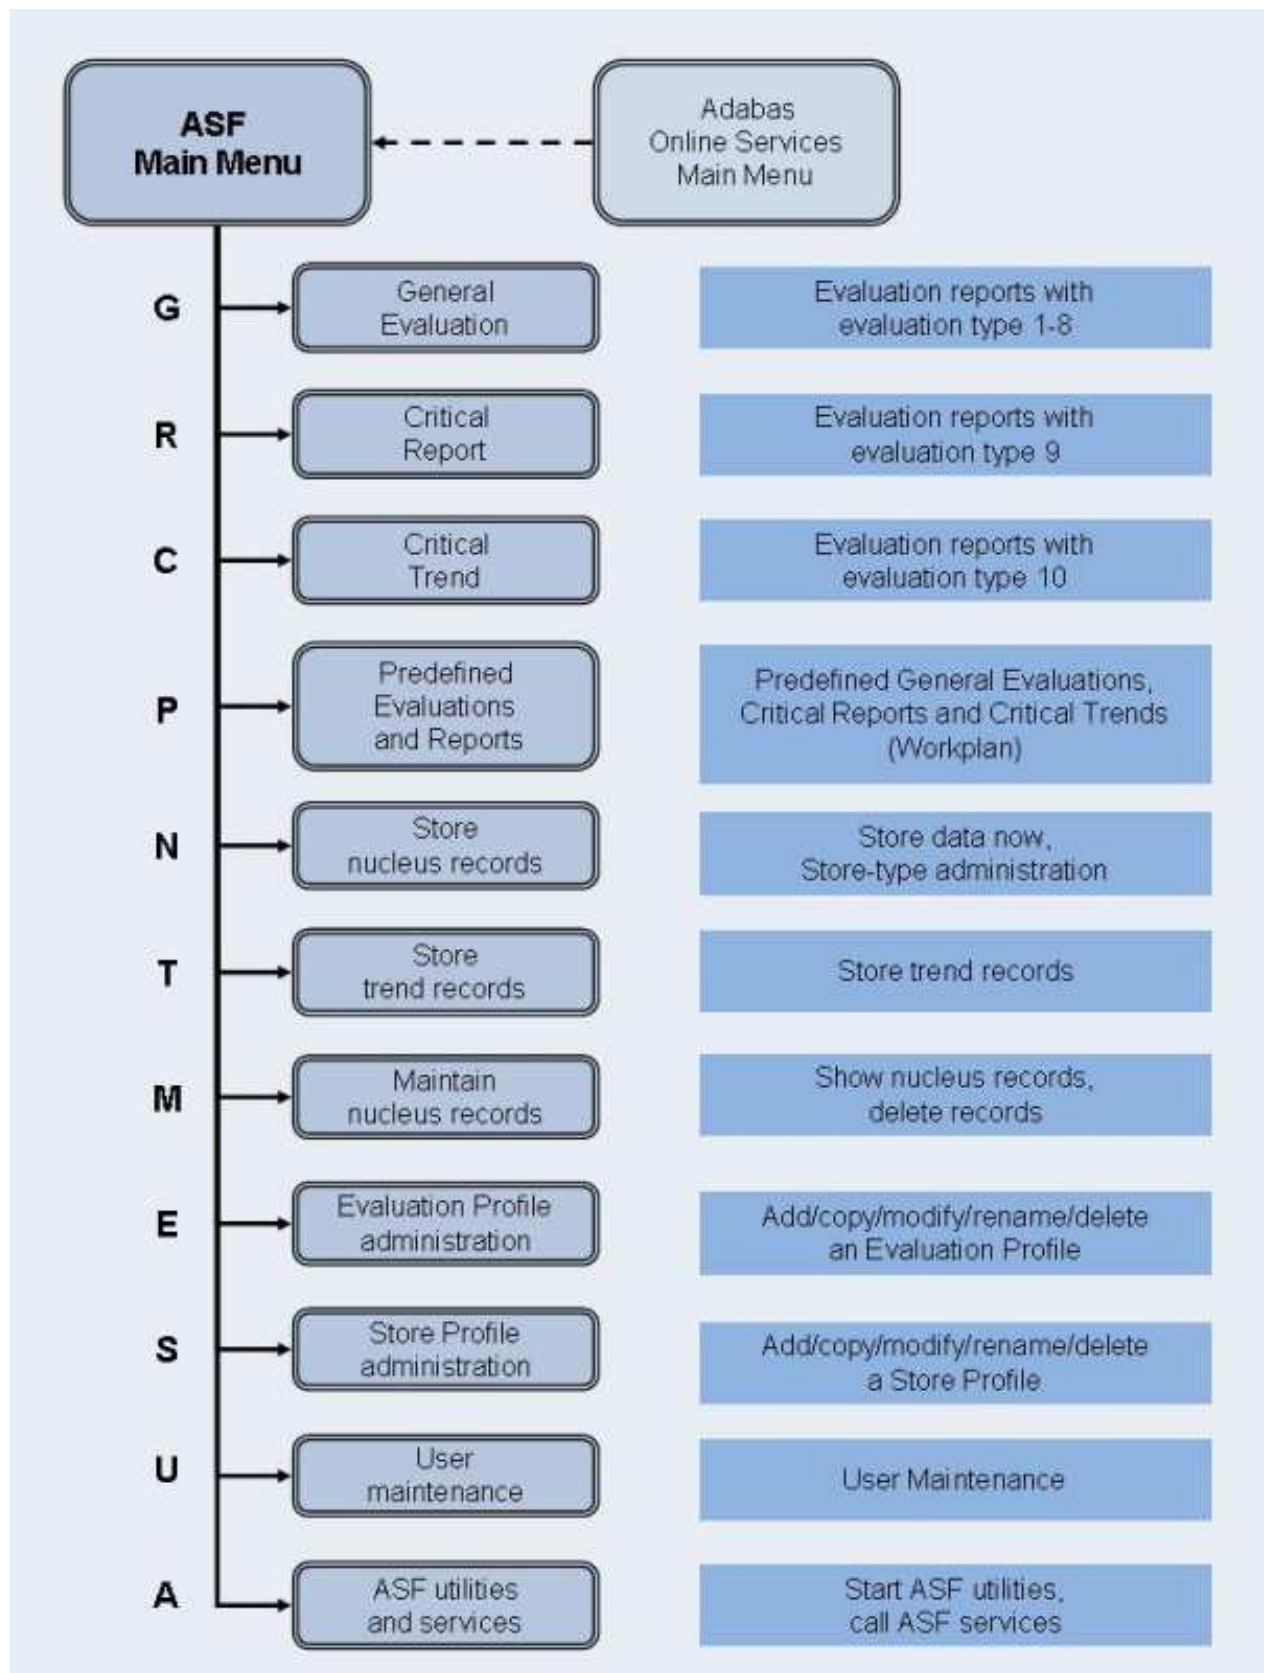 ASF
Main Menu
Adabas
Online Services
Main Menu
G
General
Evaluation
Evaluation reports with
evaluation type 1-8
R
Critical
Report
Evaluation reports with
evaluation type 9
C
Critical
Trend
Evaluation reports with
evaluation type 10
P
Predefined
Evaluations
and Reports
Predefined General Evaluations,
Critical Reports and Critical Trends
(Workplan)
N
Store
nucleus records
Store data now,
Store-type administration
T
Store
trend records
Store trend records
M
Maintain
nucleus records
Show nucleus records,
delete records
E
Evaluation Profile
administration
Add/copy/modify/rename/delete
an Evaluation Profile
S
Store Profile
administration
Add/copy/modify/rename/delete
a Store Profile
U
User
maintenance
User Maintenance
A
ASF utilities
and services
Start ASF utilities,
call ASF services